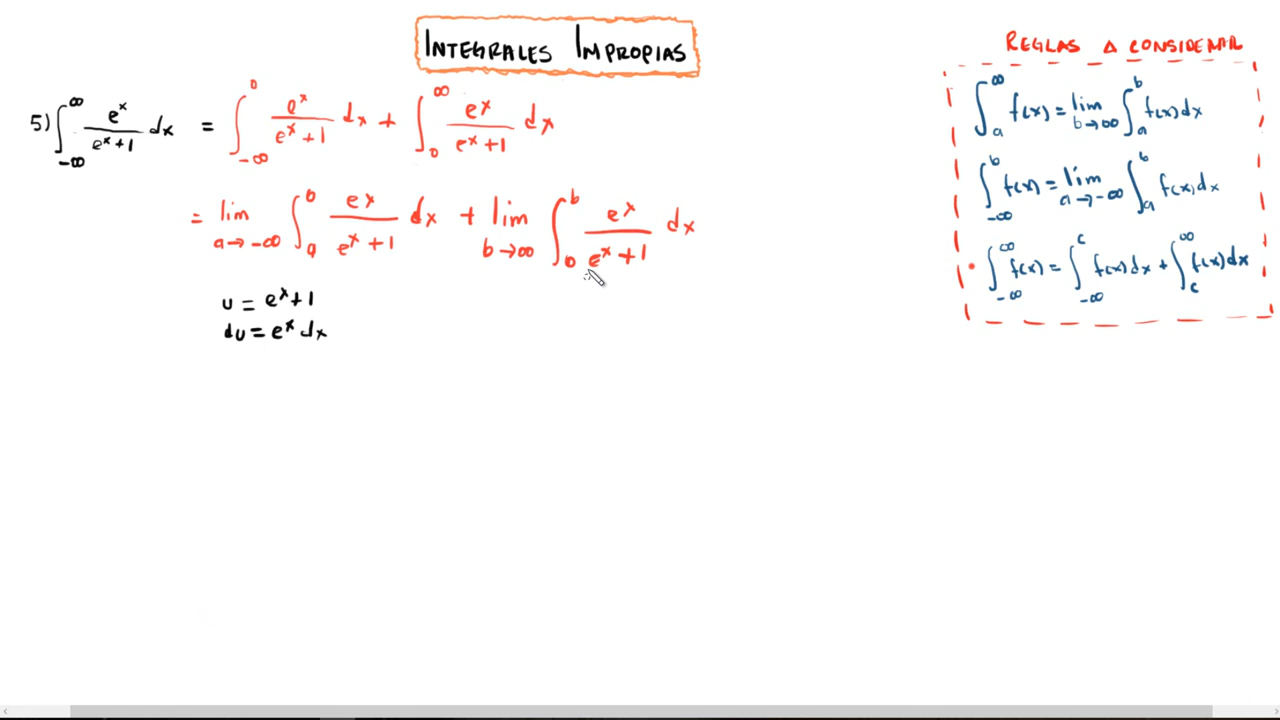 INTEGRALES IMPROPIAS
5) ∫_{-∞}^{∞} e^x/(e^x+1) dx = ∫_{-∞}^{0} e^x/(e^x+1) dx + ∫_{0}^{∞} e^x/(e^x+1) dx
= lim_{a→-∞} ∫_{a}^{0} e^x/(e^x+1) dx + lim_{b→∞} ∫_{0}^{b} e^x/(e^x+1) dx
u = e^x+1
du = e^x dx
REGLAS A CONSIDERAR
∫_{a}^{∞} f(x) = lim_{b→∞} ∫_{a}^{b} f(x)dx
∫_{-∞}^{b} f(x) = lim_{a→-∞} ∫_{a}^{b} f(x)dx
• ∫_{-∞}^{∞} f(x) = ∫_{-∞}^{c} f(x)dx + ∫_{c}^{∞} f(x)dx